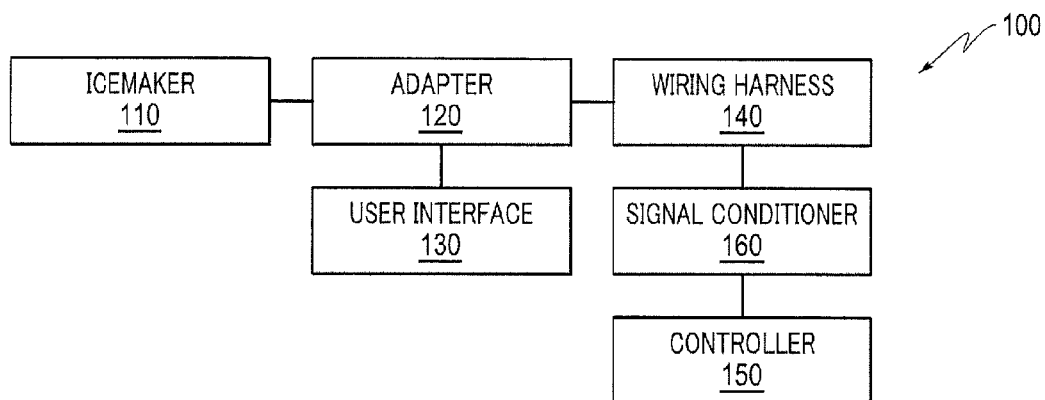 100
ICEMAKER
110
ADAPTER
120
WIRING HARNESS
140
USER INTERFACE
130
SIGNAL CONDITIONER
160
CONTROLLER
150